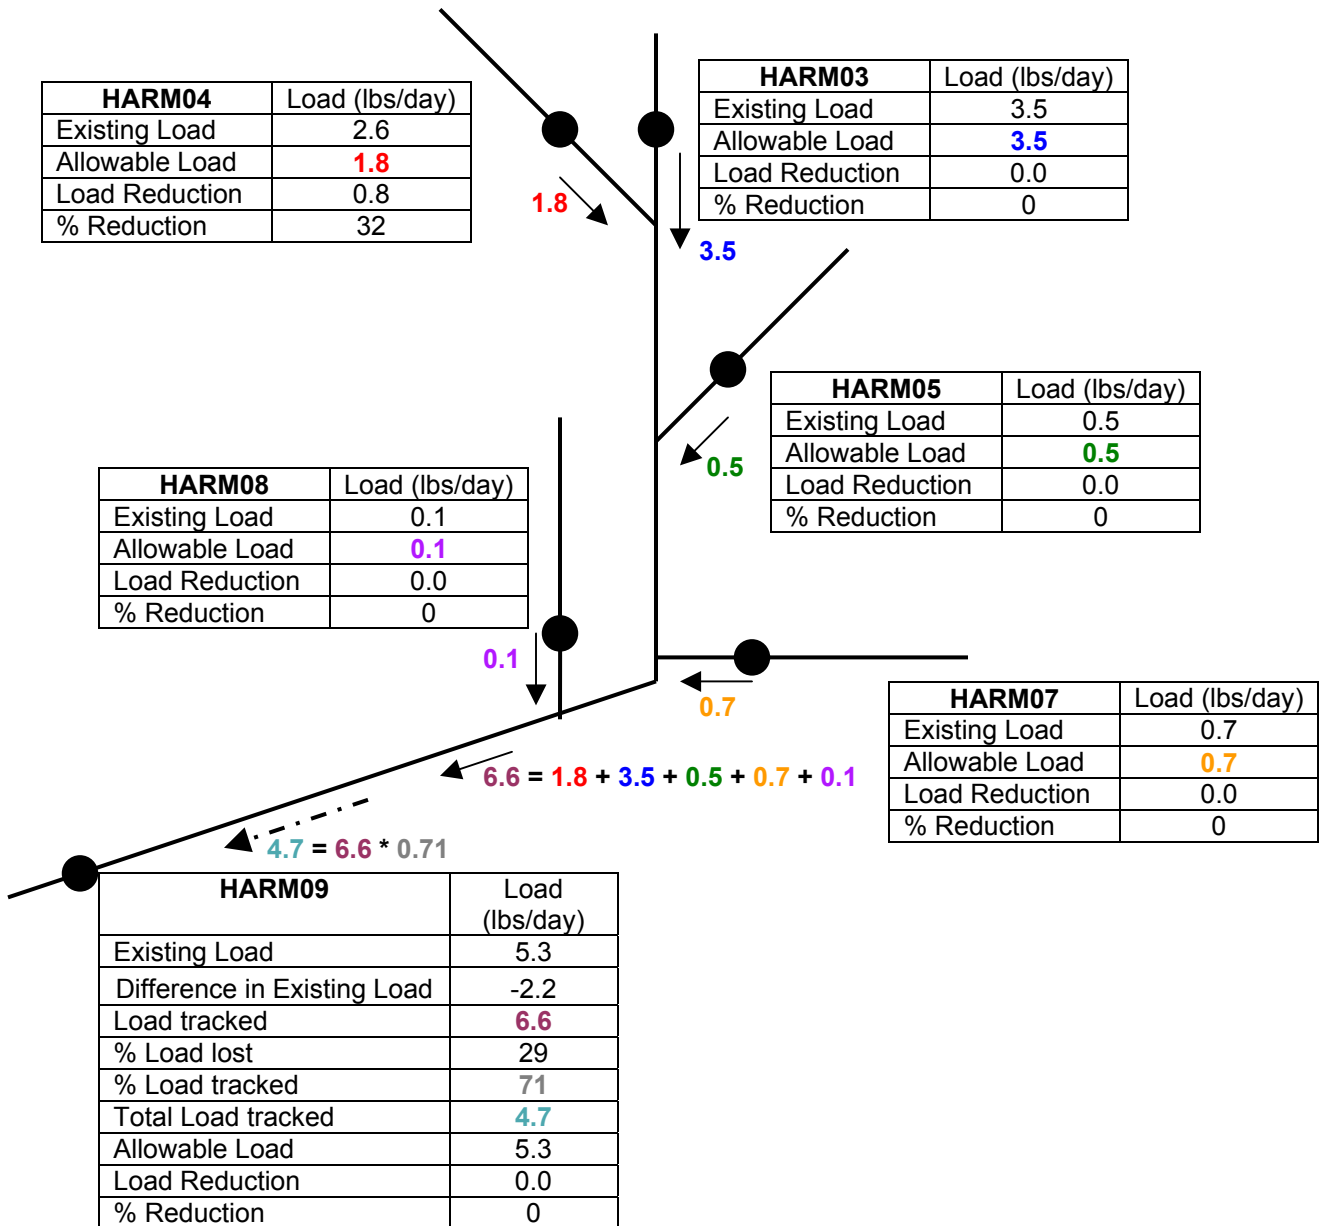 HARM04 Load (lbs/day)
Existing Load 2.6
Allowable Load 1.8
Load Reduction 0.8
% Reduction 32
HARM03 Load (lbs/day)
Existing Load 3.5
Allowable Load 3.5
Load Reduction 0.0
% Reduction 0
1.8
3.5
HARM05 Load (lbs/day)
Existing Load 0.5
Allowable Load 0.5
Load Reduction 0.0
% Reduction 0
0.5
HARM08 Load (lbs/day)
Existing Load 0.1
Allowable Load 0.1
Load Reduction 0.0
% Reduction 0
0.1
0.7
HARM07 Load (lbs/day)
Existing Load 0.7
Allowable Load 0.7
Load Reduction 0.0
% Reduction 0
6.6 = 1.8 + 3.5 + 0.5 + 0.7 + 0.1
4.7 = 6.6 * 0.71
HARM09 Load
(lbs/day)
Existing Load 5.3
Difference in Existing Load -2.2
Load tracked 6.6
% Load lost 29
% Load tracked 71
Total Load tracked 4.7
Allowable Load 5.3
Load Reduction 0.0
% Reduction 0